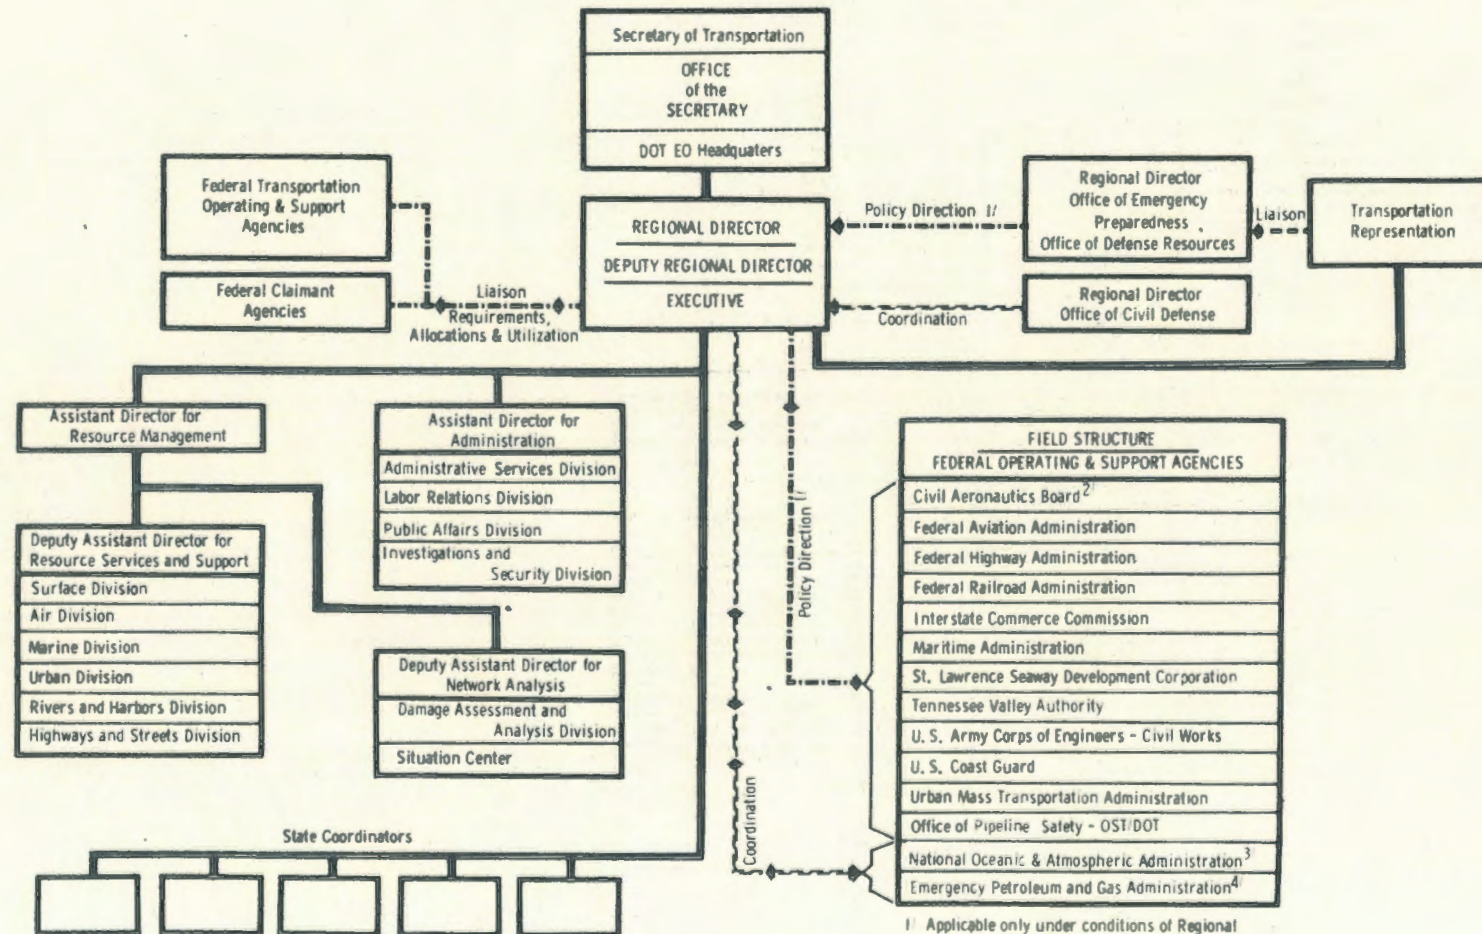 Secretary of Transportation
OFFICE
of the
SECRETARY
DOT EO Headquaters
Federal Transportation
Operating & Support
Agencies
Federal Claimant
Agencies
Liaison
Requirements,
Allocations & Utilization
REGIONAL DIRECTOR
DEPUTY REGIONAL DIRECTOR
EXECUTIVE
Policy Direction 1/
Coordination
Regional Director
Office of Emergency
Preparedness
Office of Defense Resources
Liaison
Transportation
Representation
Regional Director
Office of Civil Defense
Assistant Director for
Resource Management
Assistant Director for
Administration
Administrative Services Division
Labor Relations Division
Public Affairs Division
Investigations and
Security Division
Deputy Assistant Director for
Resource Services and Support
Surface Division
Air Division
Marine Division
Urban Division
Rivers and Harbors Division
Highways and Streets Division
Deputy Assistant Director for
Network Analysis
Damage Assessment and
Analysis Division
Situation Center
State Coordinators
Coordination
Policy Direction 1/
FIELD STRUCTURE
FEDERAL OPERATING & SUPPORT AGENCIES
Civil Aeronautics Board 2/
Federal Aviation Administration
Federal Highway Administration
Federal Railroad Administration
Interstate Commerce Commission
Maritime Administration
St. Lawrence Seaway Development Corporation
Tennessee Valley Authority
U. S. Army Corps of Engineers - Civil Works
U. S. Coast Guard
Urban Mass Transportation Administration
Office of Pipeline Safety - OST/DOT
National Oceanic & Atmospheric Administration 3
Emergency Petroleum and Gas Administration 4/
1/ Applicable only under conditions of Regional